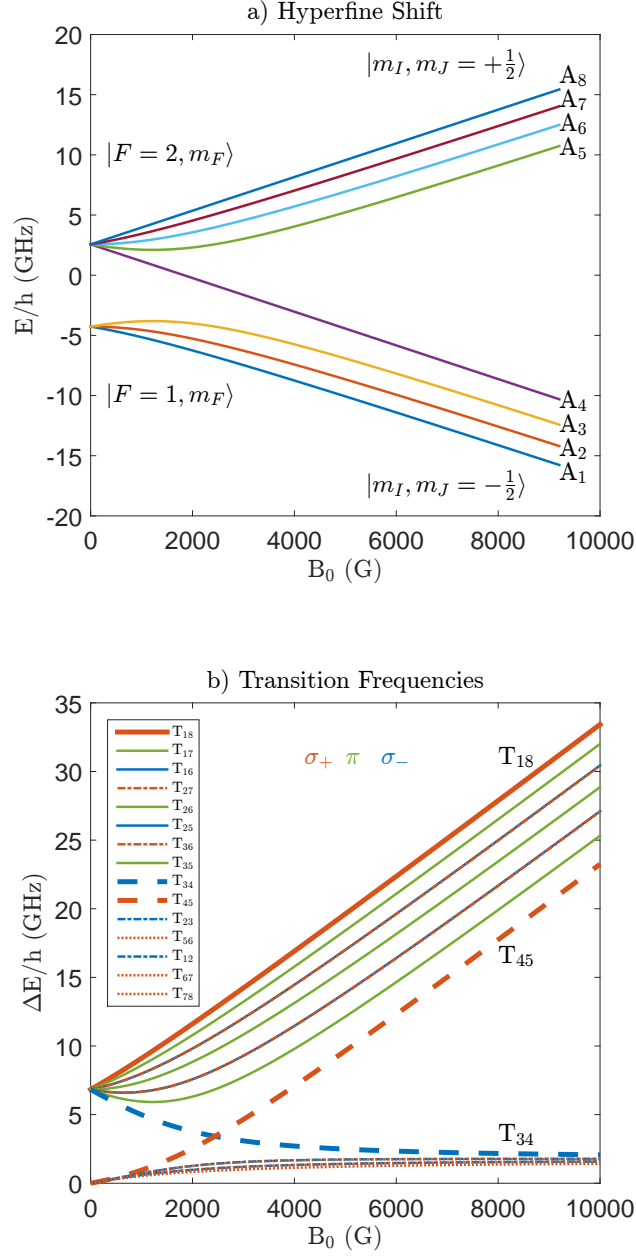 a) Hyperfine Shift
20
15
10
5
0
-5
-10
-15
-20
E/h (GHz)
|m_I, m_J = +1/2⟩
|F = 2, m_F⟩
|F = 1, m_F⟩
|m_I, m_J = −1/2⟩
A₈
A₇
A₆
A₅
A₄
A₃
A₂
A₁
0 2000 4000 6000 8000 10000
B₀ (G)
b) Transition Frequencies
35
30
25
20
15
10
5
0
ΔE/h (GHz)
T₁₈
T₁₇
T₁₆
T₂₇
T₂₆
T₂₅
T₃₆
T₃₅
T₃₄
T₄₅
T₂₃
T₅₆
T₁₂
T₆₇
T₇₈
σ₊ π σ₋
T₁₈
T₄₅
T₃₄
0 2000 4000 6000 8000 10000
B₀ (G)